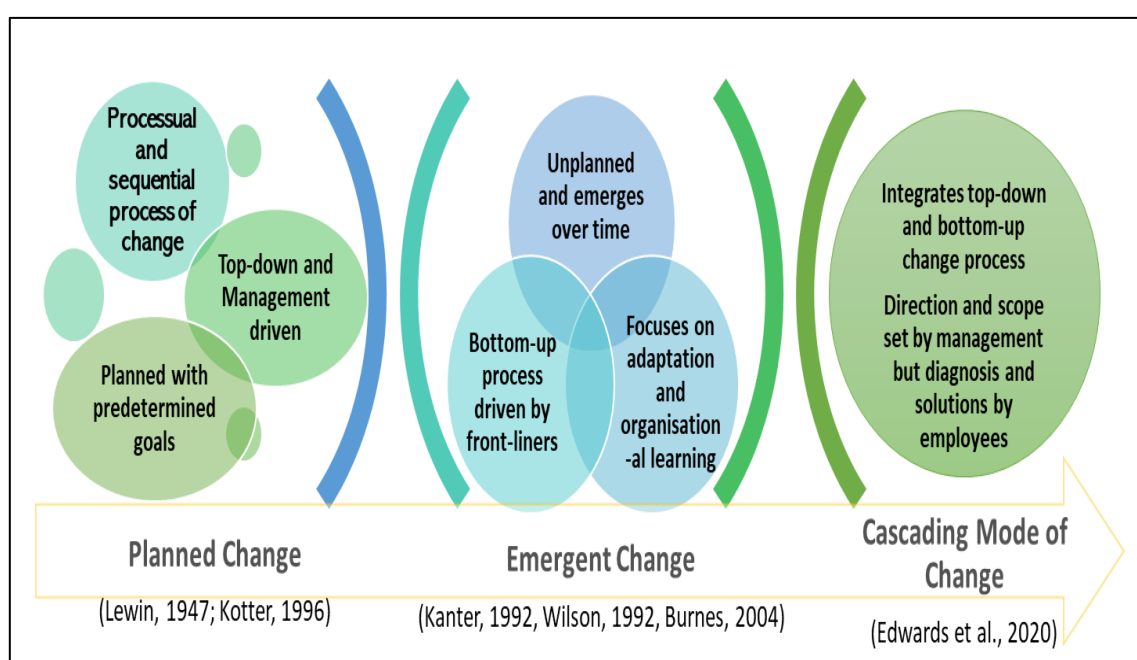 Processual
and
sequential
process of
change
Top-down and
Management
driven
Planned with
predetermined
goals
Unplanned
and emerges
over time
Bottom-up
process
driven by
front-liners
Focuses on
adaptation
and
organisation
-al learning
Integrates top-down
and bottom-up
change process
Direction and scope
set by management
but diagnosis and
solutions by
employees
Planned Change
(Lewin, 1947; Kotter, 1996)
Emergent Change
(Kanter, 1992, Wilson, 1992, Burnes, 2004)
Cascading Mode of
Change
(Edwards et al., 2020)